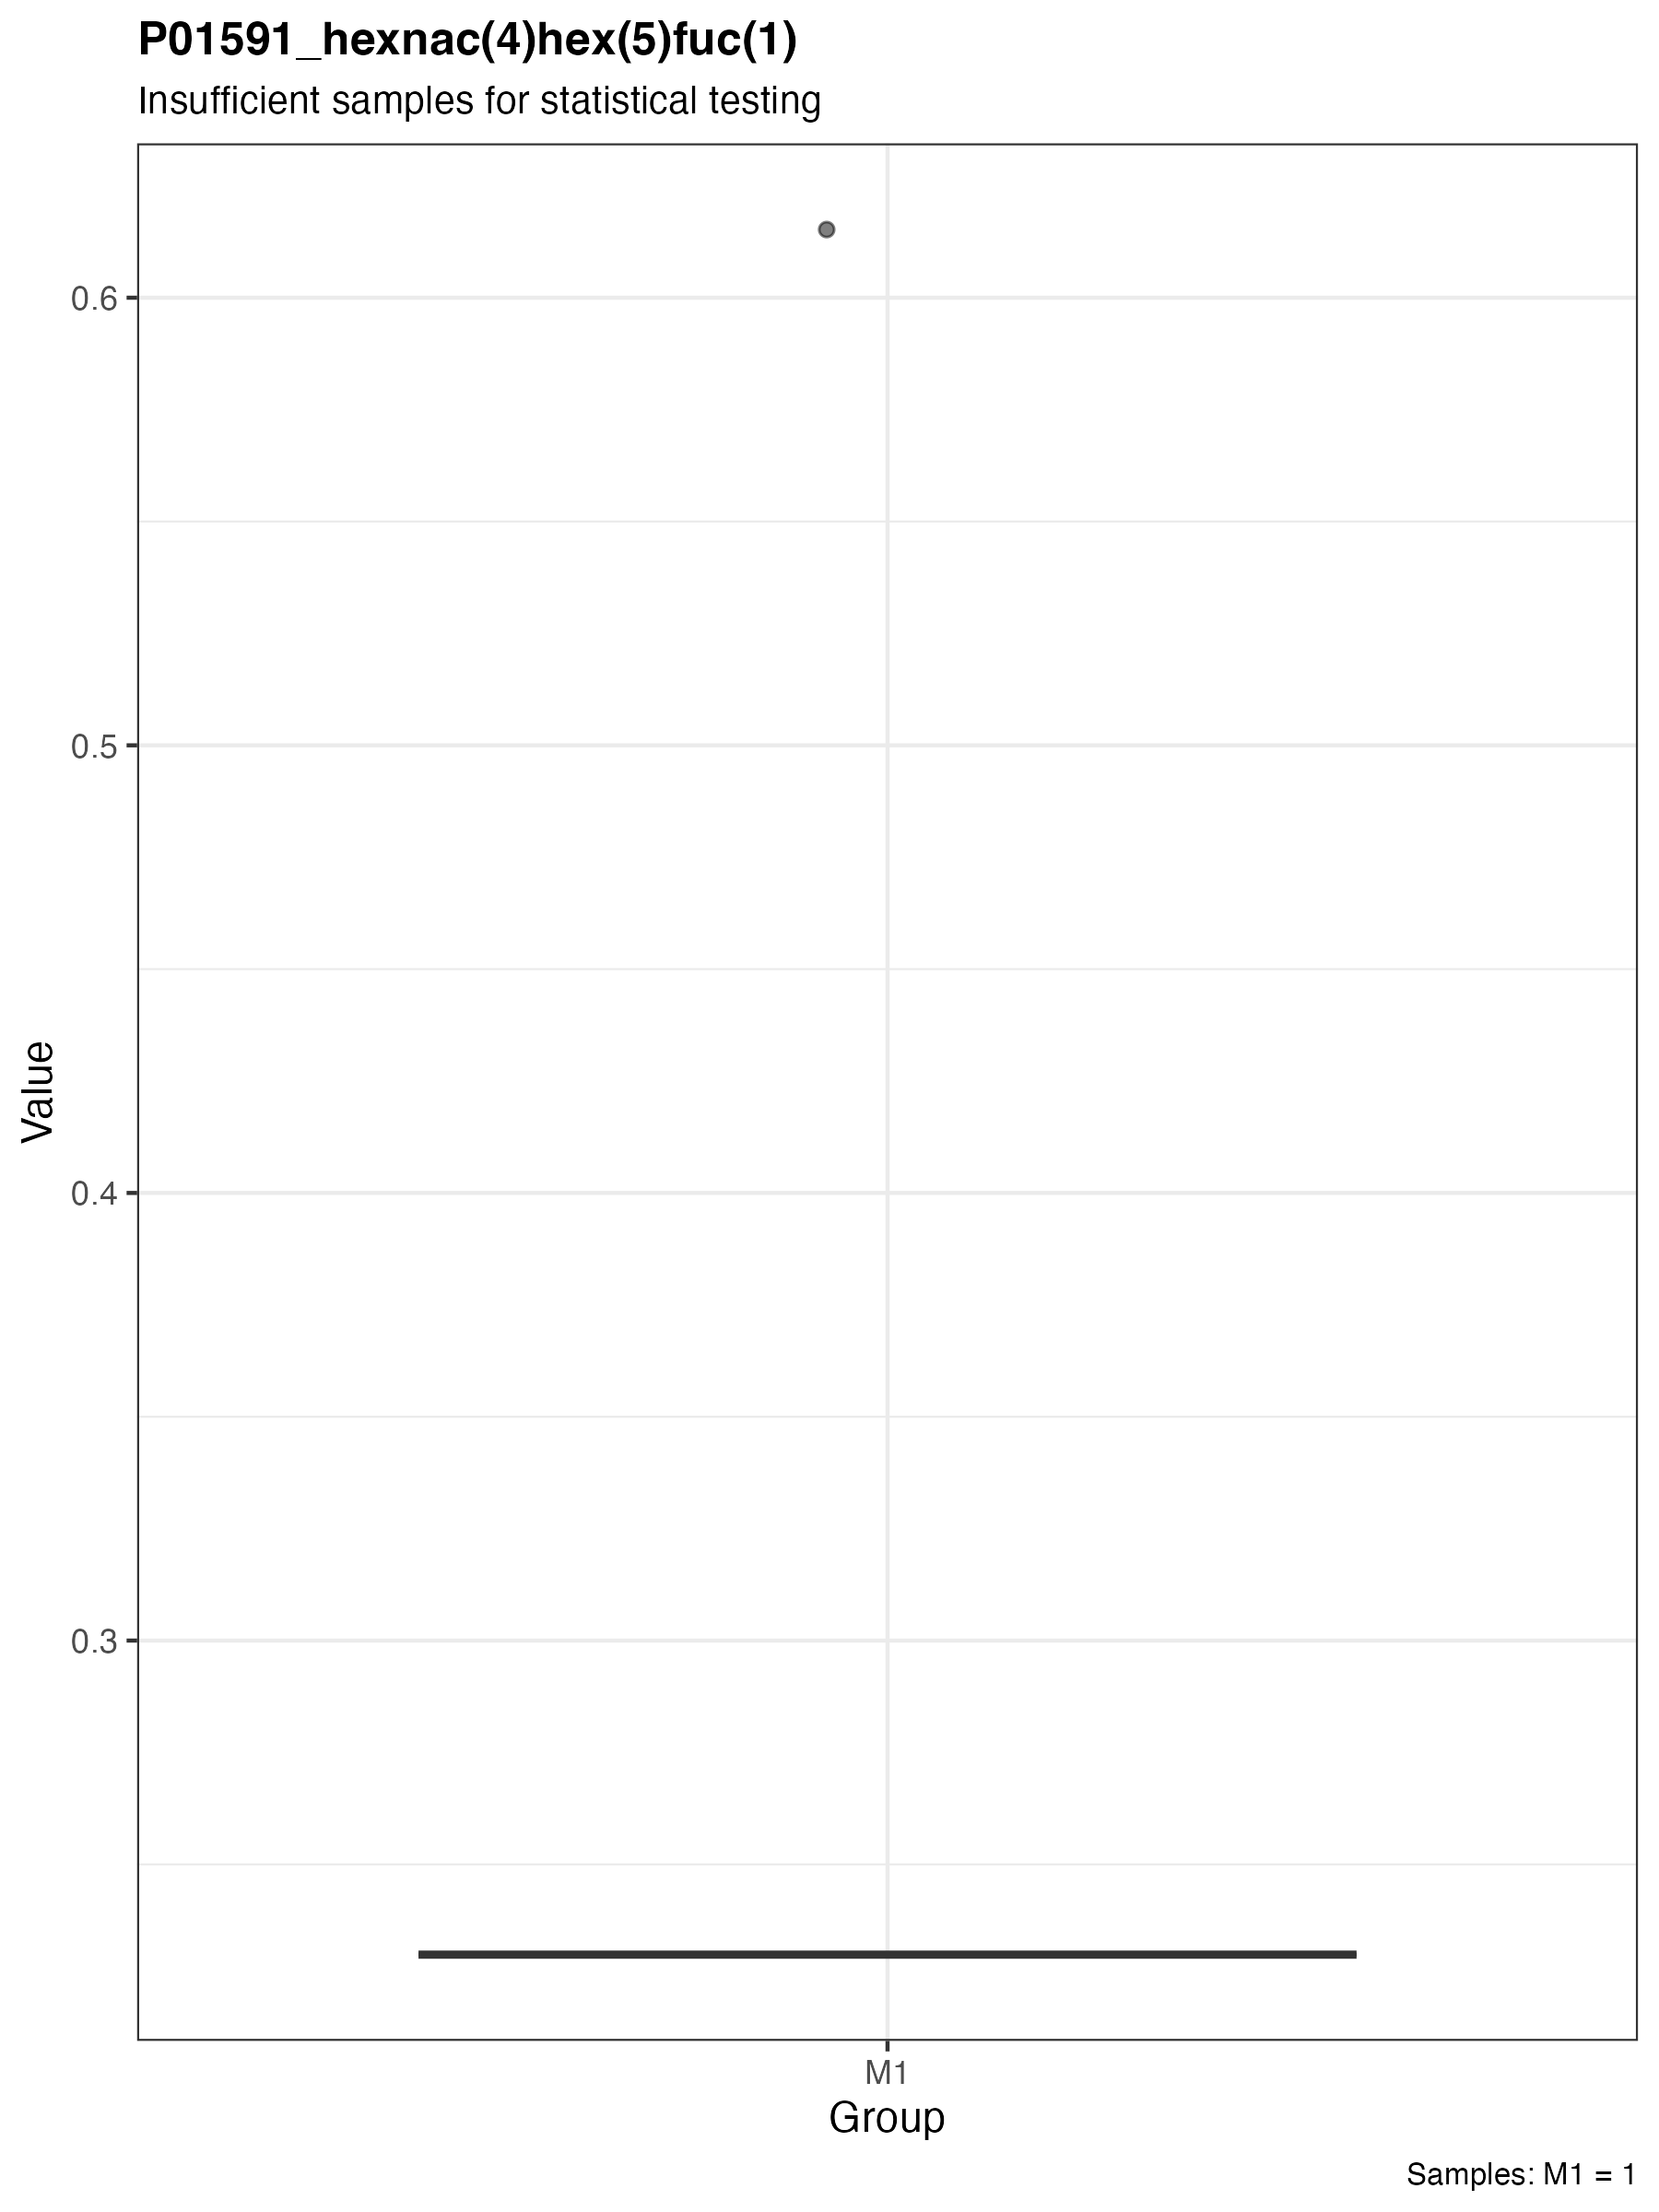 P01591_hexnac(4)hex(5)fuc(1)
Insufficient samples for statistical testing
0.6
0.5
0.4
0.3
Value
M1
Group
Samples: M1 = 1